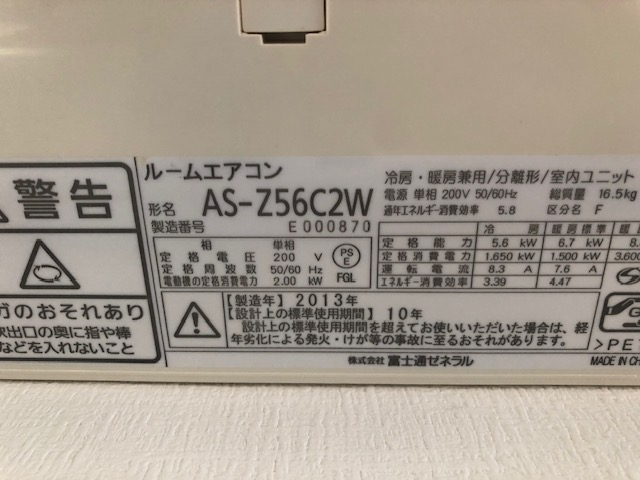 ルームエアコン
形名 AS-Z56C2W
製造番号 E000870
冷房・暖房兼用/分離形/室内ユニット
電源 単相 200V 50/60Hz 総質量 16.5kg
通年エネルギー消費効率 5.8 区分名 F
相 単相
定格電圧 200 V
定格周波数 50/60 Hz
電動機の定格消費電力 2.00 kW
PS
E
FGL
冷房 暖房標準 暖
定格能力 5.6 kW 6.7 kW 8.
定格消費電力 1.650 kW 1.500 kW 3.600
運転電流 8.3 A 7.6 A
エネルギー消費効率 3.39 4.47
警告
ガのおそれあり
吹出口の奥に指や棒
などを入れないこと
【製造年】2013年
【設計上の標準使用期間】10年
設計上の標準使用期間を超えてお使いいただいた場合は、経
年劣化による発火・けが等の事故に至るおそれがあります。
株式会社 富士通ゼネラル
>PE
MADE IN CH